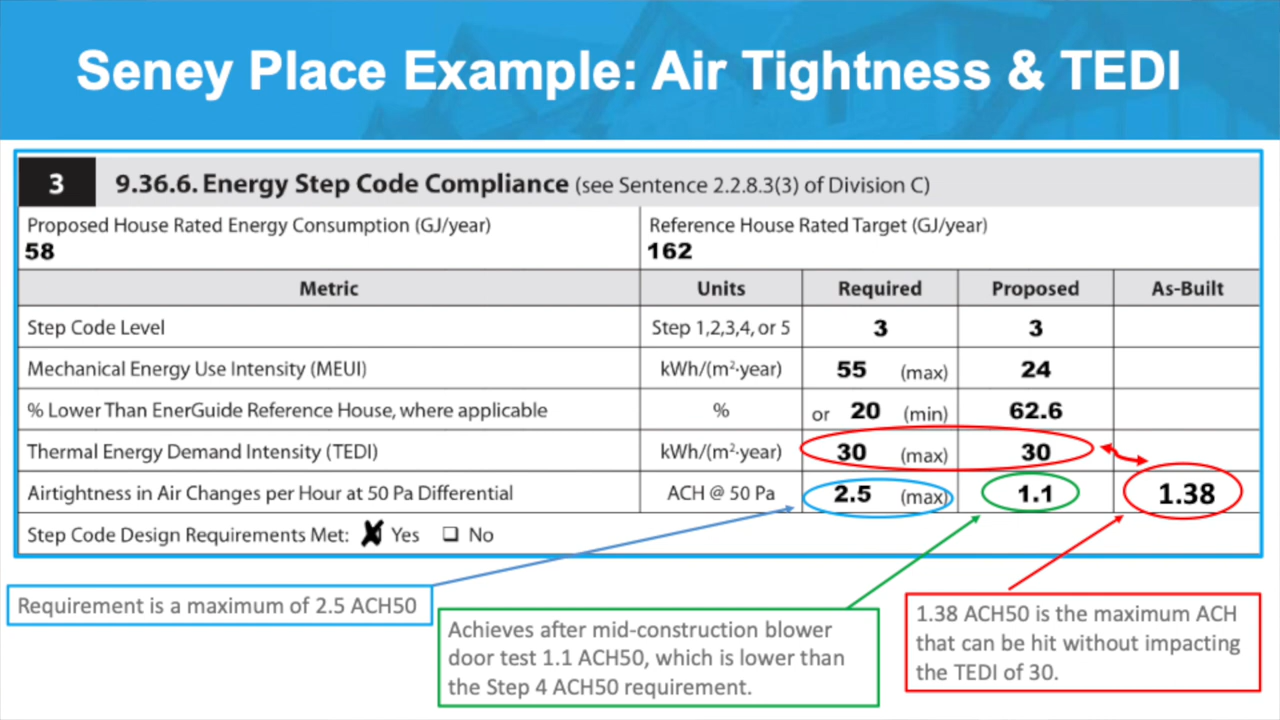 Seney Place Example: Air Tightness & TEDI
3 9.36.6. Energy Step Code Compliance (see Sentence 2.2.8.3(3) of Division C)
Proposed House Rated Energy Consumption (GJ/year) Reference House Rated Target (GJ/year)
58 162
Metric Units Required Proposed As-Built
Step Code Level Step 1,2,3,4, or 5 3 3
Mechanical Energy Use Intensity (MEUI) kWh/(m²·year) 55 (max) 24
% Lower Than EnerGuide Reference House, where applicable % or 20 (min) 62.6
Thermal Energy Demand Intensity (TEDI) kWh/(m²·year) 30 (max) 30
Airtightness in Air Changes per Hour at 50 Pa Differential ACH @ 50 Pa 2.5 (max) 1.1 1.38
Step Code Design Requirements Met: ✘ Yes ❑ No
Requirement is a maximum of 2.5 ACH50
Achieves after mid-construction blower
door test 1.1 ACH50, which is lower than
the Step 4 ACH50 requirement.
1.38 ACH50 is the maximum ACH
that can be hit without impacting
the TEDI of 30.